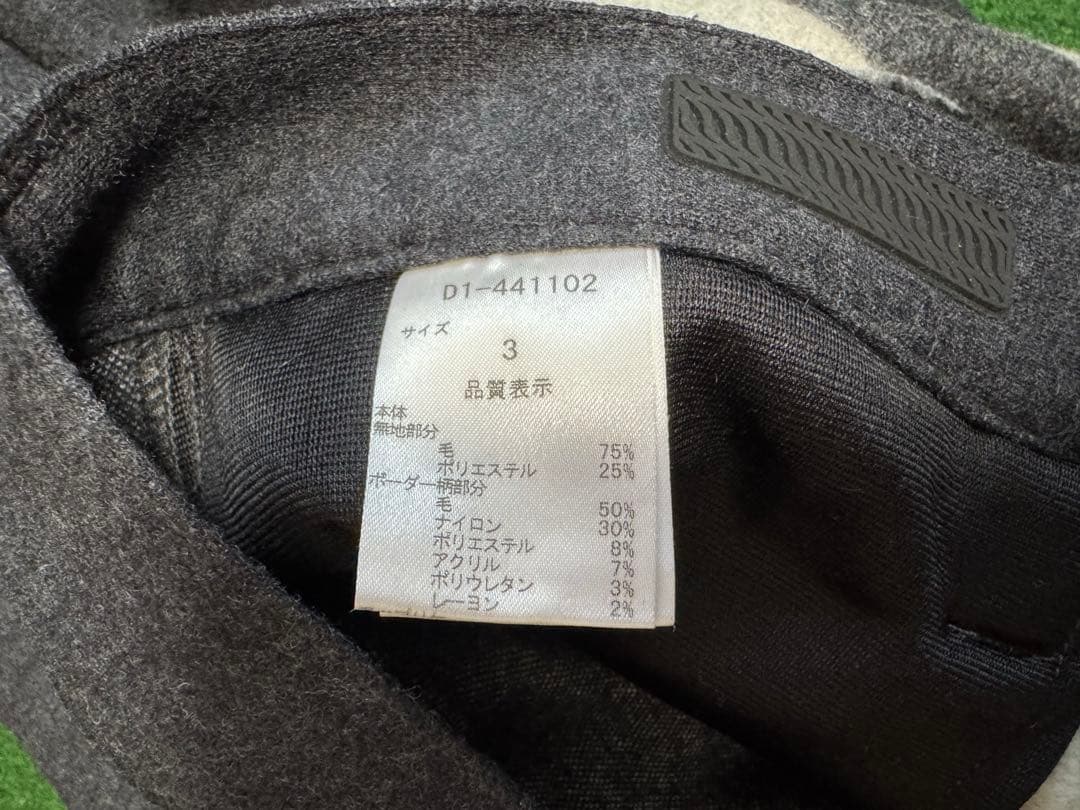 D1-441102
サイズ
3
品質表示
本体
無地部分
毛 75%
ポリエステル 25%
ボーダー柄部分
毛 50%
ナイロン 30%
ポリエステル 8%
アクリル 7%
ポリウレタン 3%
レーヨン 2%